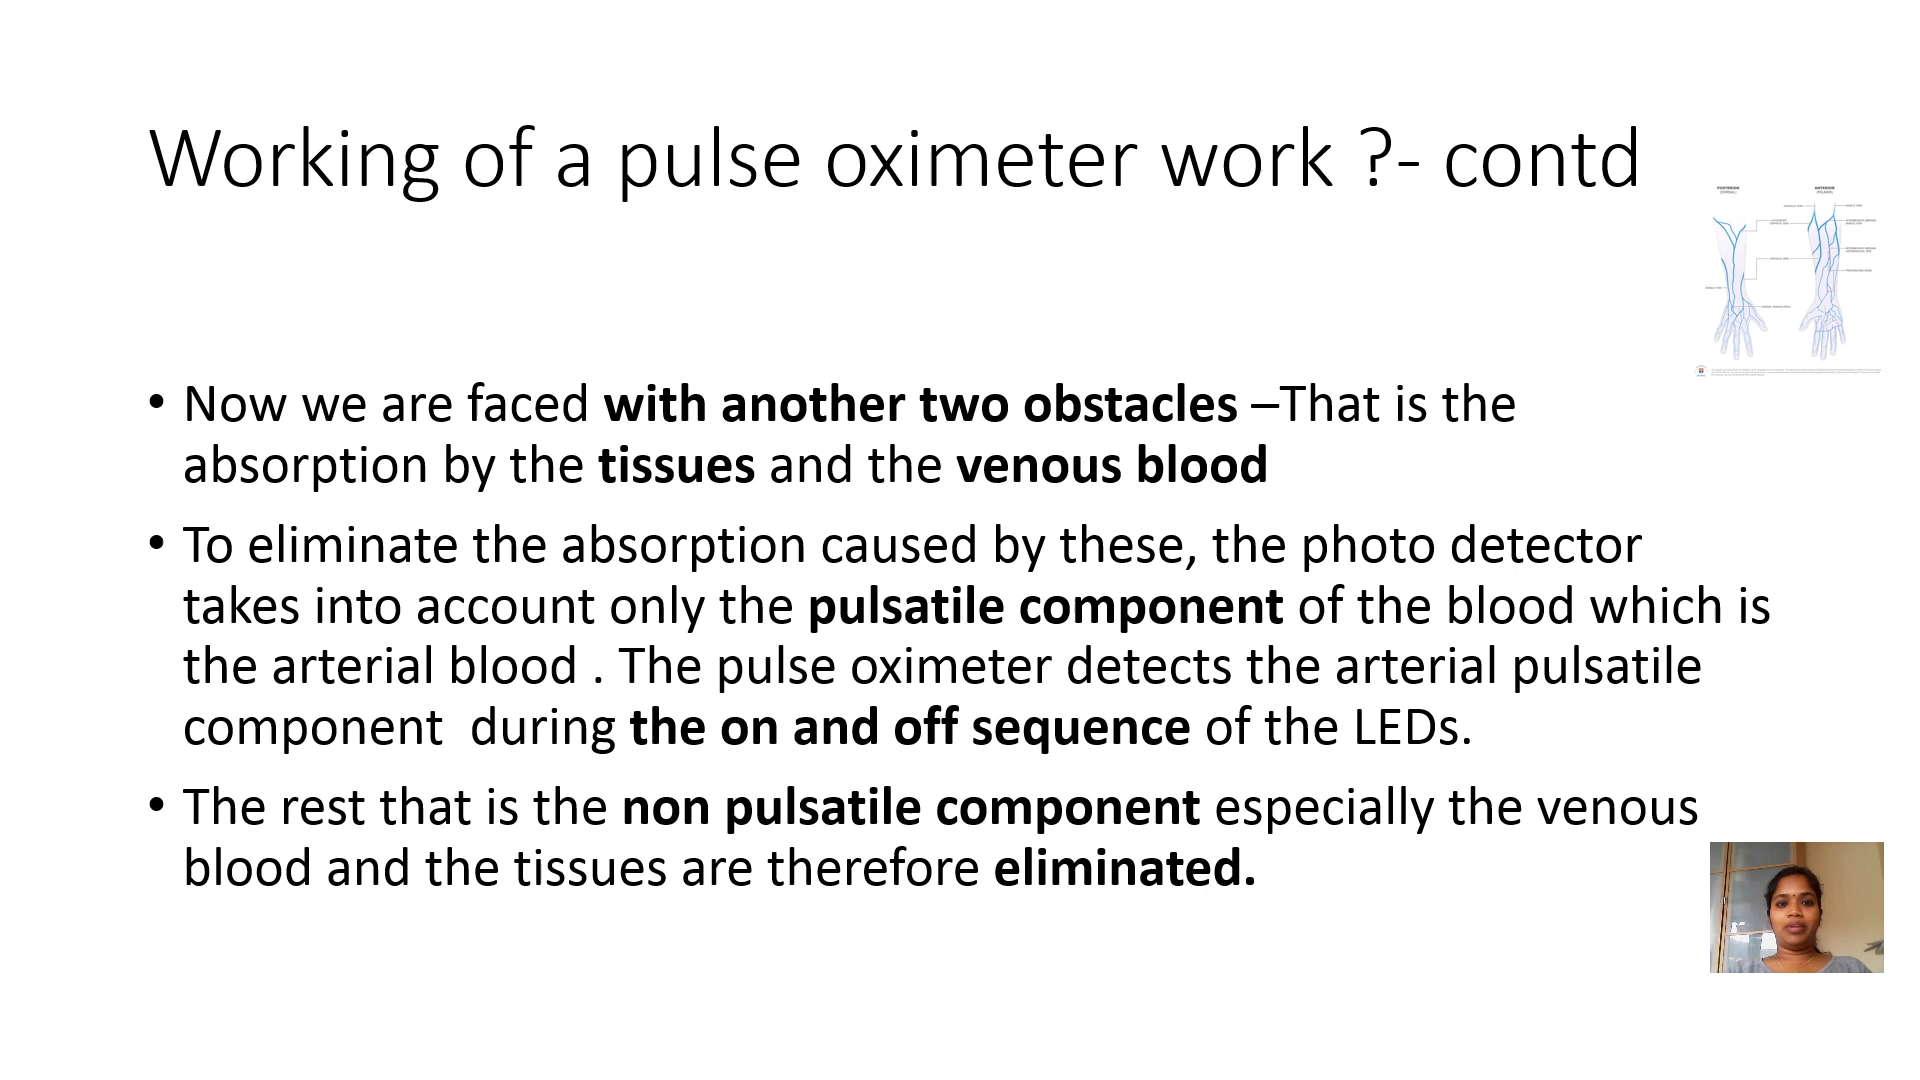 Working of a pulse oximeter work ?- contd
POSTERIOR
ANTERIOR
• Now we are faced with another two obstacles –That is the
absorption by the tissues and the venous blood
• To eliminate the absorption caused by these, the photo detector
takes into account only the pulsatile component of the blood which is
the arterial blood . The pulse oximeter detects the arterial pulsatile
component  during the on and off sequence of the LEDs.
• The rest that is the non pulsatile component especially the venous
blood and the tissues are therefore eliminated.